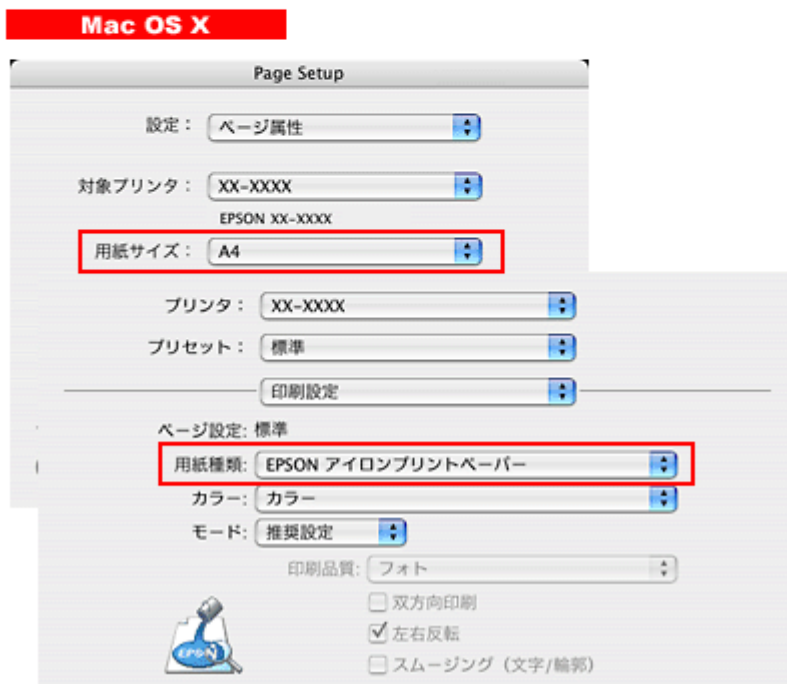 Mac OS X
Page Setup
設定： ページ属性
対象プリンタ： XX-XXXX
EPSON XX-XXXX
用紙サイズ： A4
プリンタ： XX-XXXX
プリセット： 標準
印刷設定
ページ設定: 標準
用紙種類: EPSON アイロンプリントペーパー
カラー: カラー
モード: 推奨設定
印刷品質: フォト
双方向印刷
左右反転
EPSON
スムージング（文字/輪郭）